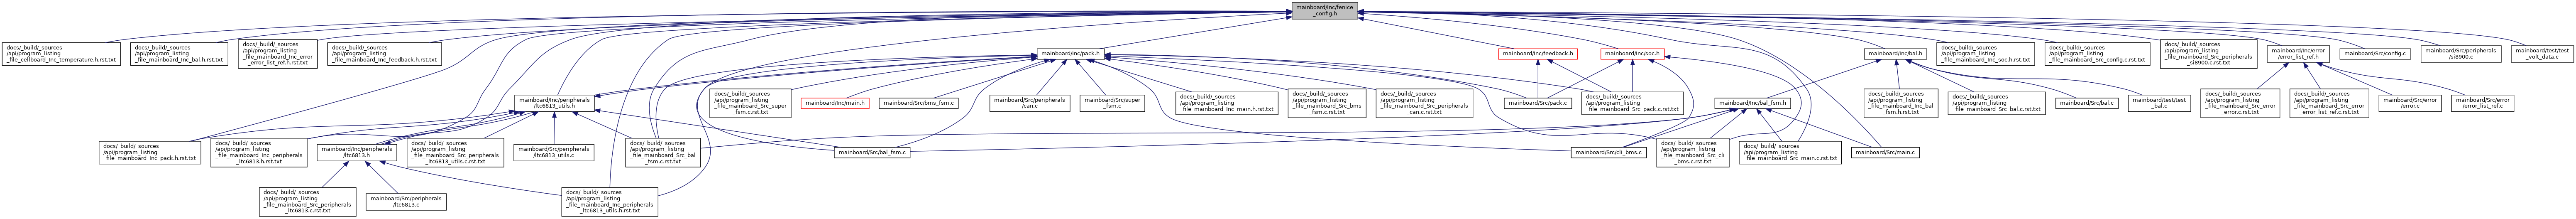 mainboard/Inc/fenice
_config.h
docs/_build/_sources
/api/program_listing
_file_cellboard_Inc_temperature.h.rst.txt
docs/_build/_sources
/api/program_listing
_file_mainboard_Inc_bal.h.rst.txt
docs/_build/_sources
/api/program_listing
_file_mainboard_Inc_error
_error_list_ref.h.rst.txt
docs/_build/_sources
/api/program_listing
_file_mainboard_Inc_feedback.h.rst.txt
mainboard/Inc/pack.h
mainboard/Inc/feedback.h
mainboard/Inc/soc.h
mainboard/Inc/bal.h
docs/_build/_sources
/api/program_listing
_file_mainboard_Inc_soc.h.rst.txt
docs/_build/_sources
/api/program_listing
_file_mainboard_Src_config.c.rst.txt
docs/_build/_sources
/api/program_listing
_file_mainboard_Src_peripherals
_si8900.c.rst.txt
mainboard/Inc/error
/error_list_ref.h
mainboard/Src/config.c
mainboard/Src/peripherals
/si8900.c
mainboard/test/test
_volt_data.c
mainboard/Inc/peripherals
/ltc6813_utils.h
docs/_build/_sources
/api/program_listing
_file_mainboard_Src_super
_fsm.c.rst.txt
mainboard/Inc/main.h
mainboard/Src/bms_fsm.c
mainboard/Src/peripherals
/can.c
mainboard/Src/super
_fsm.c
docs/_build/_sources
/api/program_listing
_file_mainboard_Inc_main.h.rst.txt
docs/_build/_sources
/api/program_listing
_file_mainboard_Src_bms
_fsm.c.rst.txt
docs/_build/_sources
/api/program_listing
_file_mainboard_Src_peripherals
_can.c.rst.txt
mainboard/Src/pack.c
docs/_build/_sources
/api/program_listing
_file_mainboard_Src_pack.c.rst.txt
mainboard/Inc/bal_fsm.h
docs/_build/_sources
/api/program_listing
_file_mainboard_Inc_bal
_fsm.h.rst.txt
docs/_build/_sources
/api/program_listing
_file_mainboard_Src_bal.c.rst.txt
mainboard/Src/bal.c
mainboard/test/test
_bal.c
docs/_build/_sources
/api/program_listing
_file_mainboard_Src_error
_error.c.rst.txt
docs/_build/_sources
/api/program_listing
_file_mainboard_Src_error
_error_list_ref.c.rst.txt
mainboard/Src/error
/error.c
mainboard/Src/error
/error_list_ref.c
docs/_build/_sources
/api/program_listing
_file_mainboard_Inc_pack.h.rst.txt
docs/_build/_sources
/api/program_listing
_file_mainboard_Inc_peripherals
_ltc6813.h.rst.txt
mainboard/Inc/peripherals
/ltc6813.h
docs/_build/_sources
/api/program_listing
_file_mainboard_Src_peripherals
_ltc6813_utils.c.rst.txt
mainboard/Src/peripherals
/ltc6813_utils.c
docs/_build/_sources
/api/program_listing
_file_mainboard_Src_bal
_fsm.c.rst.txt
mainboard/Src/bal_fsm.c
mainboard/Src/cli_bms.c
docs/_build/_sources
/api/program_listing
_file_mainboard_Src_cli
_bms.c.rst.txt
docs/_build/_sources
/api/program_listing
_file_mainboard_Src_main.c.rst.txt
mainboard/Src/main.c
docs/_build/_sources
/api/program_listing
_file_mainboard_Src_peripherals
_ltc6813.c.rst.txt
mainboard/Src/peripherals
/ltc6813.c
docs/_build/_sources
/api/program_listing
_file_mainboard_Inc_peripherals
_ltc6813_utils.h.rst.txt